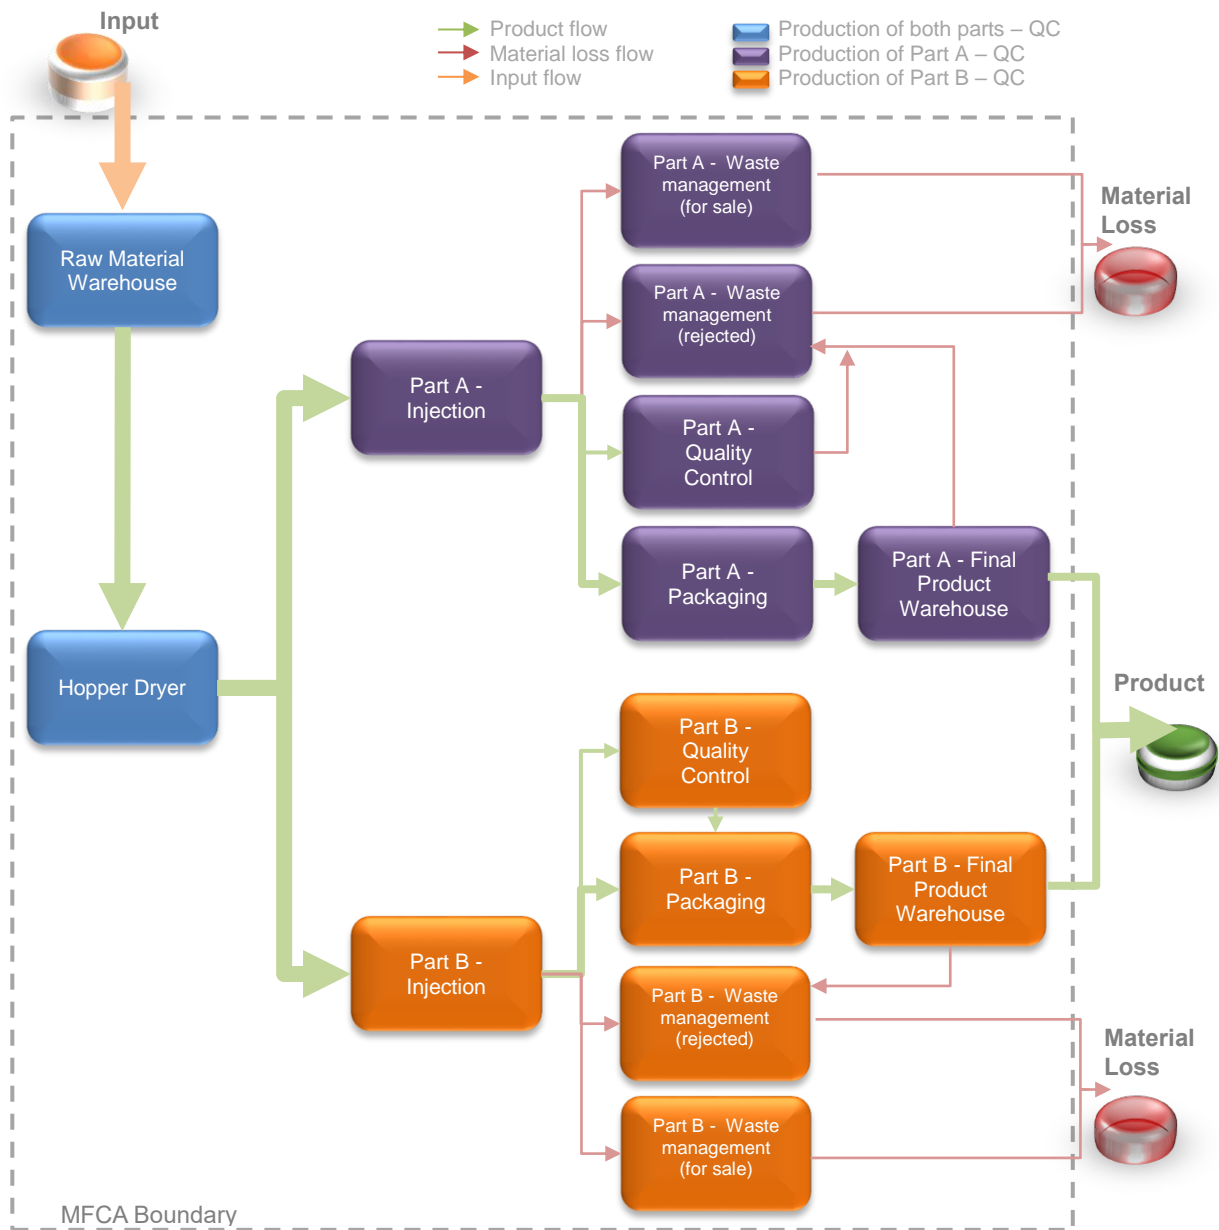 Input
Product flow
Material loss flow
Input flow
Production of both parts – QC
Production of Part A – QC
Production of Part B – QC
Raw Material
Warehouse
Hopper Dryer
Part A -
Injection
Part A -  Waste
management
(for sale)
Part A -  Waste
management
(rejected)
Part A -
Quality
Control
Part A -
Packaging
Part A - Final
Product
Warehouse
Material
Loss
Product
Part B -
Quality
Control
Part B -
Packaging
Part B - Final
Product
Warehouse
Part B -
Injection
Part B -  Waste
management
(rejected)
Part B -  Waste
management
(for sale)
Material
Loss
MFCA Boundary